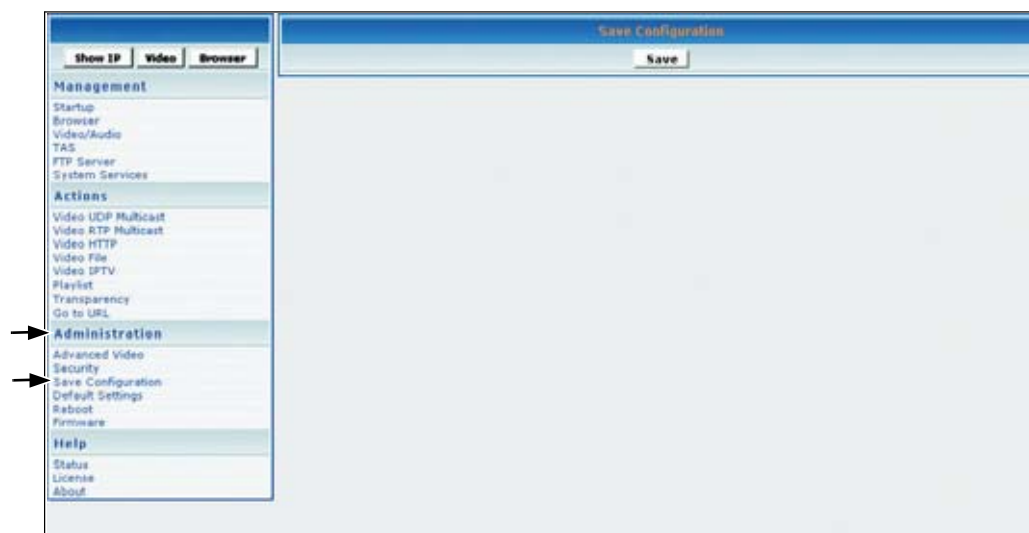 Save Configuration
Show IP Video Browser
Save
Management
Startup
Browser
Video/Audio
TAS
FTP Server
System Services
Actions
Video UDP Multicast
Video RTP Multicast
Video HTTP
Video File
Video IPTV
Playlist
Transparency
Go to URL
Administration
Advanced Video
Security
Save Configuration
Default Settings
Reboot
Firmware
Help
Status
License
About